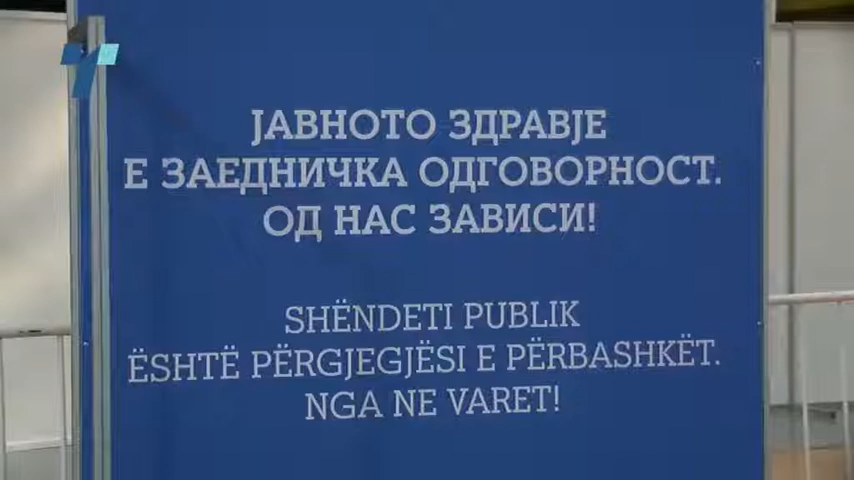 ЈАВНОТО ЗДРАВЈЕ
Е ЗАЕДНИЧКА ОДГОВОРНОСТ.
ОД НАС ЗАВИСИ!
SHËNDETI PUBLIK
ËSHTË PËRGJEGJËSI E PËRBASHKËT.
NGA NE VARET!